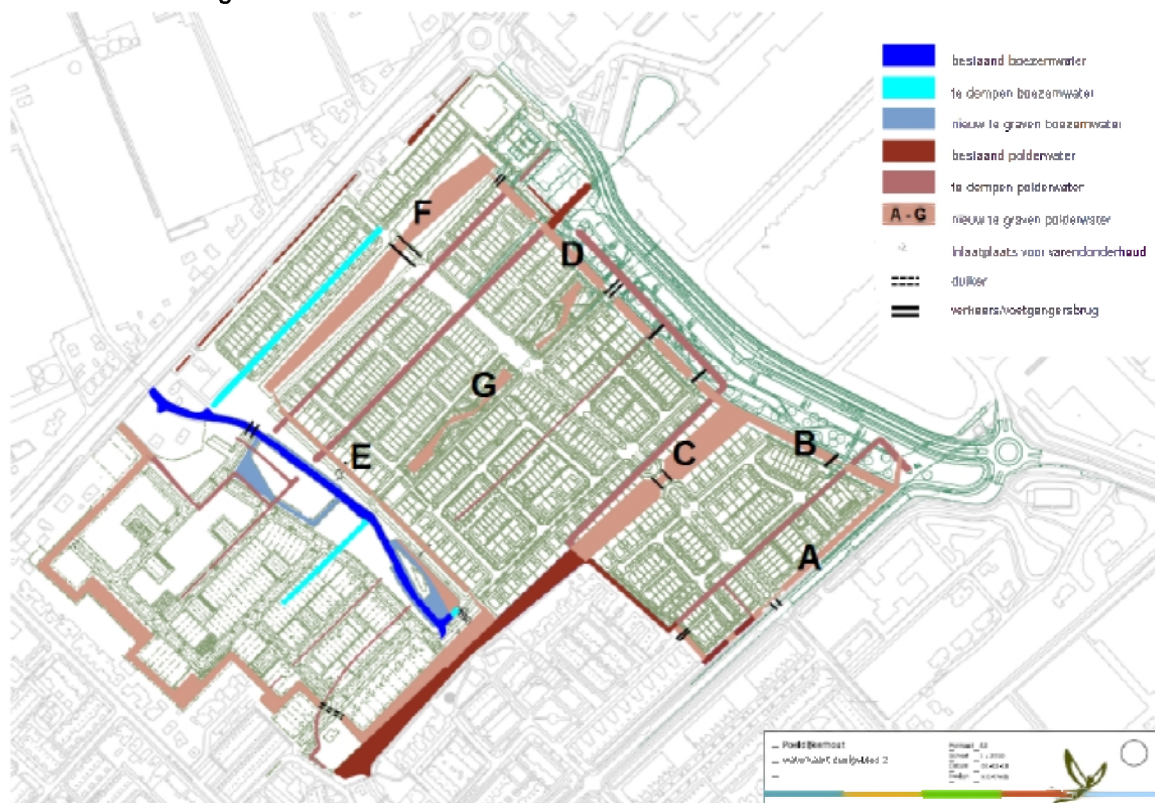 g
bestaand boezemwater
te dempen boezemwater
nieuw te graven boezemwater
bestaand polderwater
te dempen polderwater
A - G nieuw te graven polderwater
inlaatplaats voor varendonderhoud
duiker
verkeers/voetgangersbrug
F
D
G
E
C
B
A